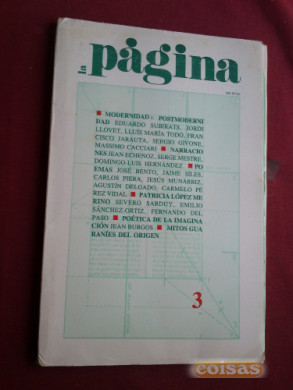 la página
■ MODERNIDAD - POSTMODERNI
DAD EDUARDO SUBIRATS, JORDI
LLOVET, LLUÍS MARÍA TODO, FRAN
CISCO JARAUTA, SERGIO GIVONE,
MASSIMO CACCIARI ■ NARRACIO
NES JEAN ECHENOZ, SERGE MESTRE,
DOMINGO-LUIS HERNÁNDEZ ■ PO
EMAS JOSÉ BENTO, JAIME SILES,
CARLOS PIERA, JESÚS MUNÁRRIZ,
AGUSTÍN DELGADO, CARMELO PÉ
REZ VIDAL ■ PATRICIA LÓPEZ ME
RINO SEVERO SARDUY, EMILIO
SÁNCHEZ-ORTIZ, FERNANDO DEL
PASO ■ POÉTICA DE LA IMAGINA
CIÓN JEAN BURGOS ■ MITOS GUA
RANÍES DEL ORIGEN
3
coisas